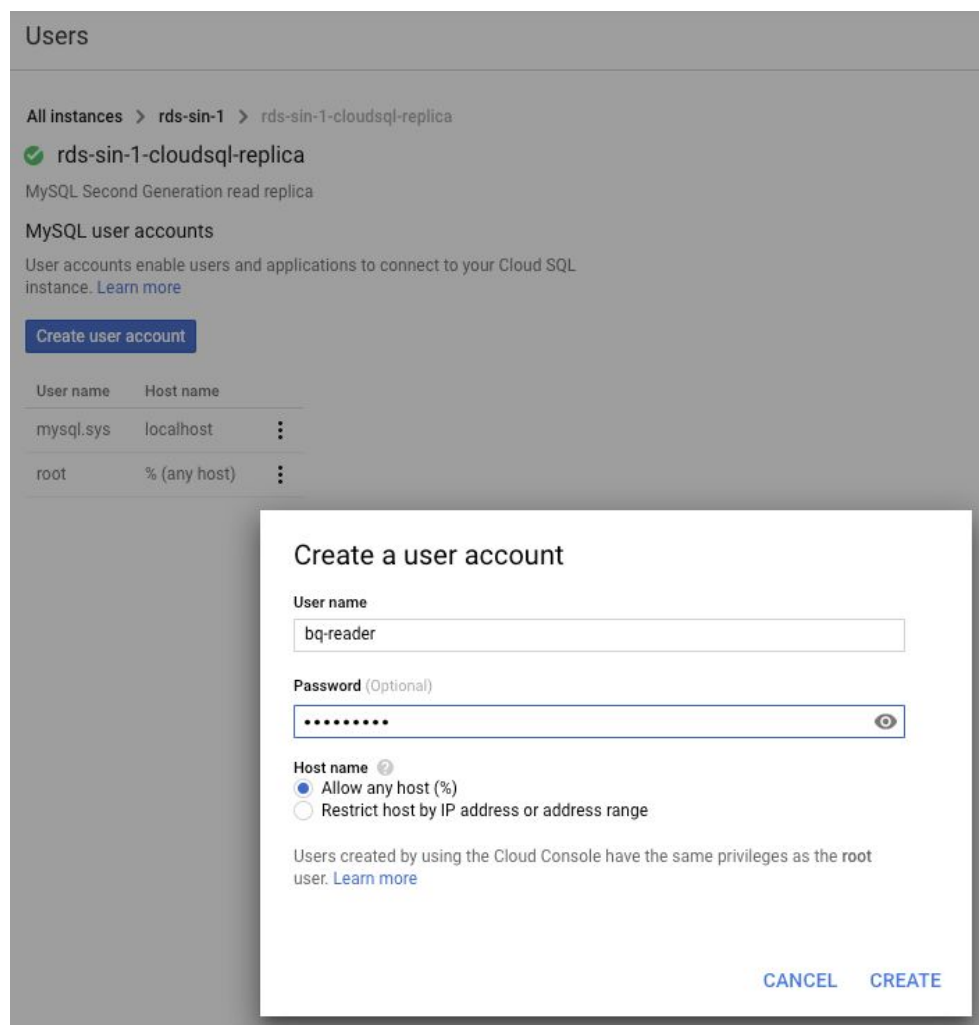 Users
All instances > rds-sin-1 > rds-sin-1-cloudsql-replica
rds-sin-1-cloudsql-replica
MySQL Second Generation read replica
MySQL user accounts
User accounts enable users and applications to connect to your Cloud SQL
instance. Learn more
Create user account
User name Host name
mysql.sys localhost
root % (any host)
Create a user account
User name
bq-reader
Password (Optional)
•••••••••
Host name ?
Allow any host (%)
Restrict host by IP address or address range
Users created by using the Cloud Console have the same privileges as the root
user. Learn more
CANCEL CREATE